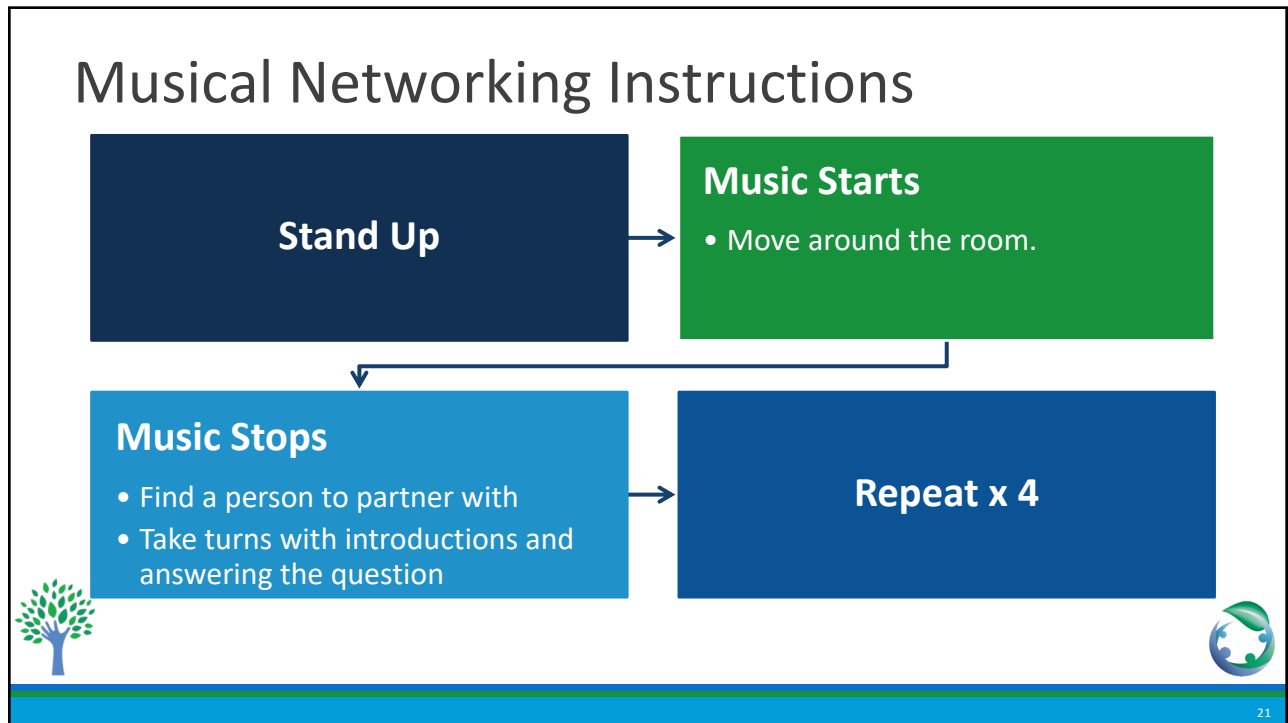 Musical Networking Instructions
Stand Up
Music Starts
• Move around the room.
Music Stops
• Find a person to partner with
• Take turns with introductions and
answering the question
Repeat x 4
21